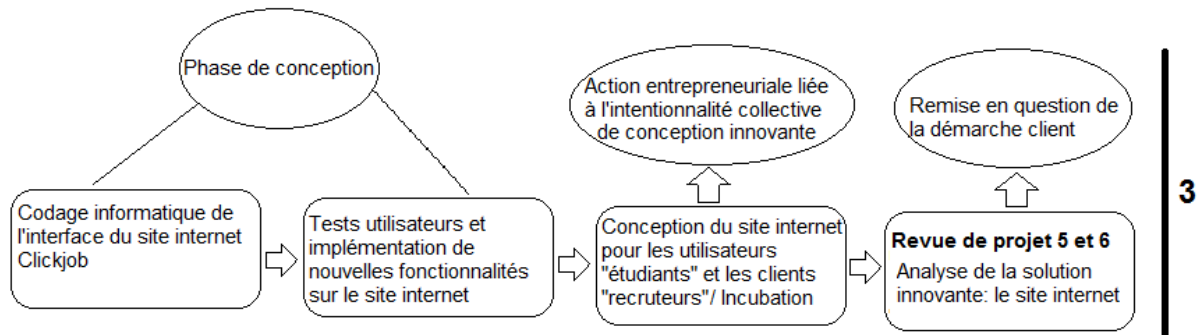 Phase de conception
Action entrepreneuriale liée
à l'intentionnalité collective
de conception innovante
Remise en question de
la démarche client
Codage informatique de
l'interface du site internet
Clickjob
Tests utilisateurs et
implémentation de
nouvelles fonctionnalités
sur le site internet
Conception du site internet
pour les utilisateurs
"étudiants" et les clients
"recruteurs"/ Incubation
Revue de projet 5 et 6
Analyse de la solution
innovante: le site internet
3